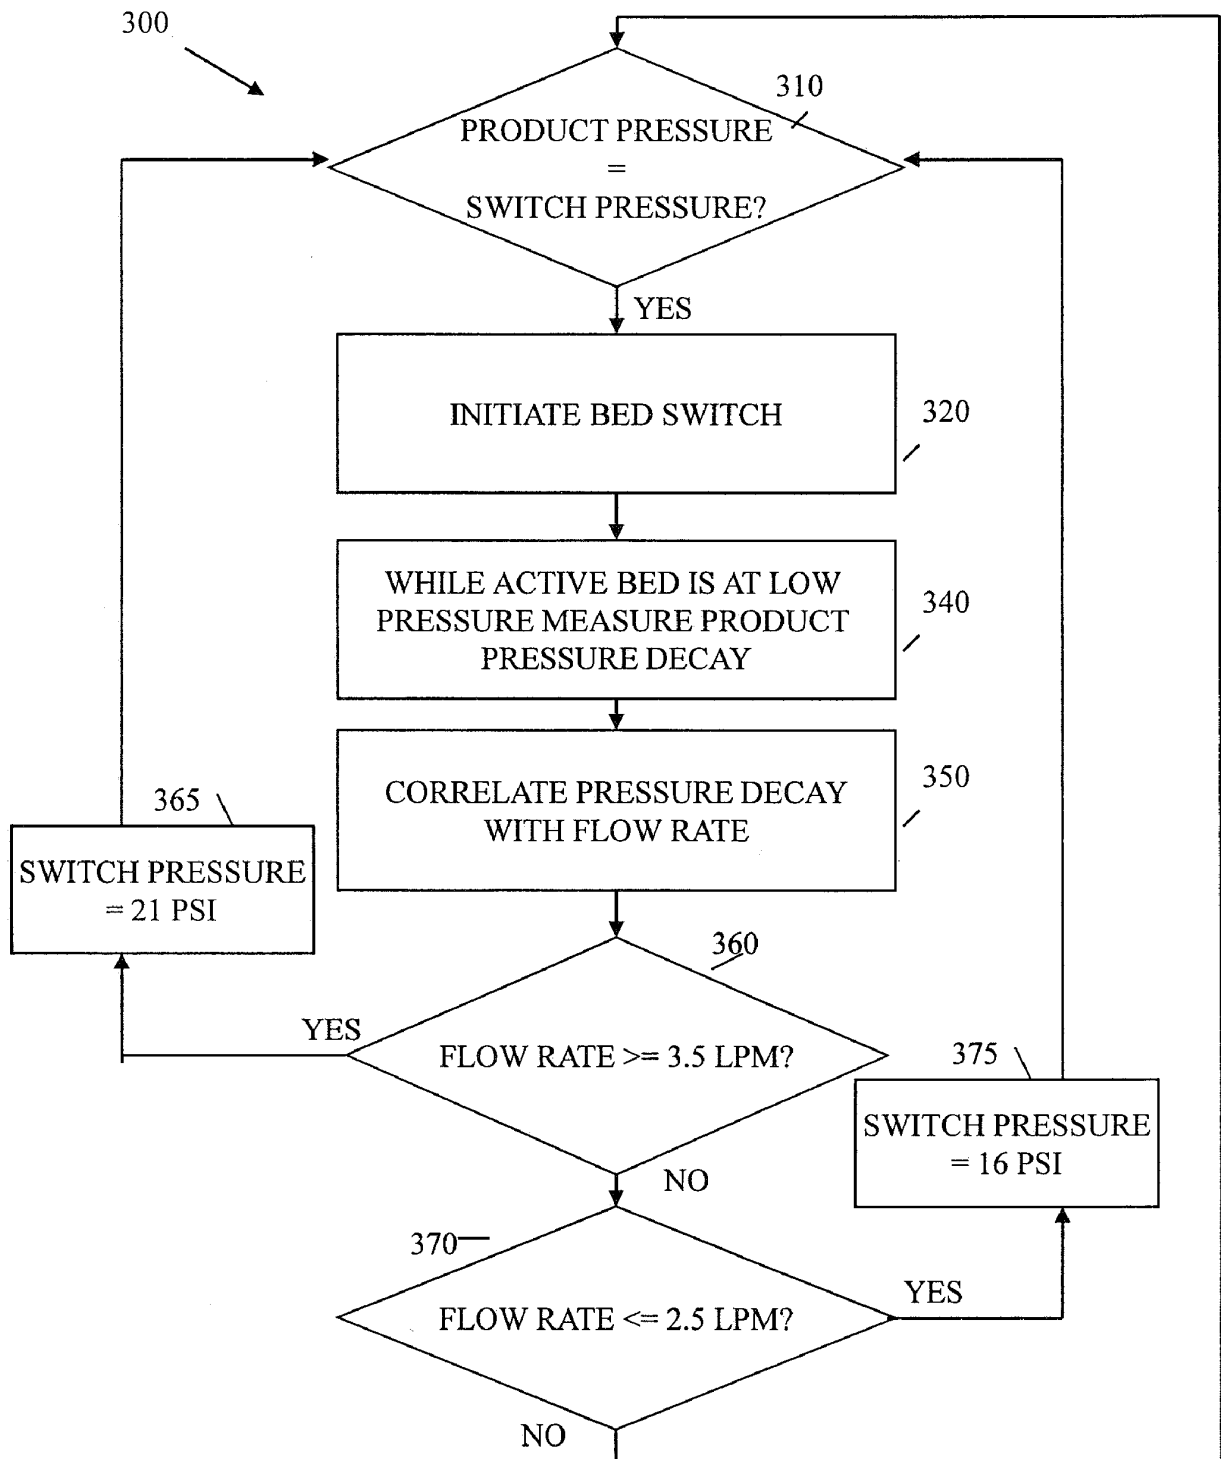 300
310
PRODUCT PRESSURE
=
SWITCH PRESSURE?
YES
INITIATE BED SWITCH
320
WHILE ACTIVE BED IS AT LOW
PRESSURE MEASURE PRODUCT
PRESSURE DECAY
340
CORRELATE PRESSURE DECAY
WITH FLOW RATE
350
365
SWITCH PRESSURE
= 21 PSI
360
YES
FLOW RATE >= 3.5 LPM?
375
SWITCH PRESSURE
= 16 PSI
NO
370
FLOW RATE <= 2.5 LPM?
YES
NO